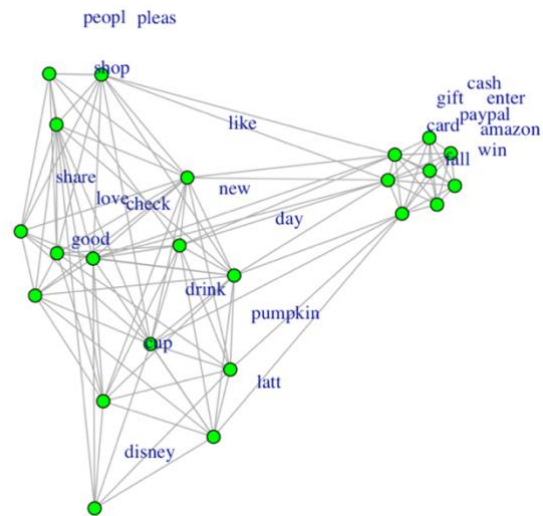 peopl pleas
shop
cash
gift enter
paypal
card amazon
like
win
fall
share
new
love
check
day
good
drink
pumpkin
cup
latt
disney